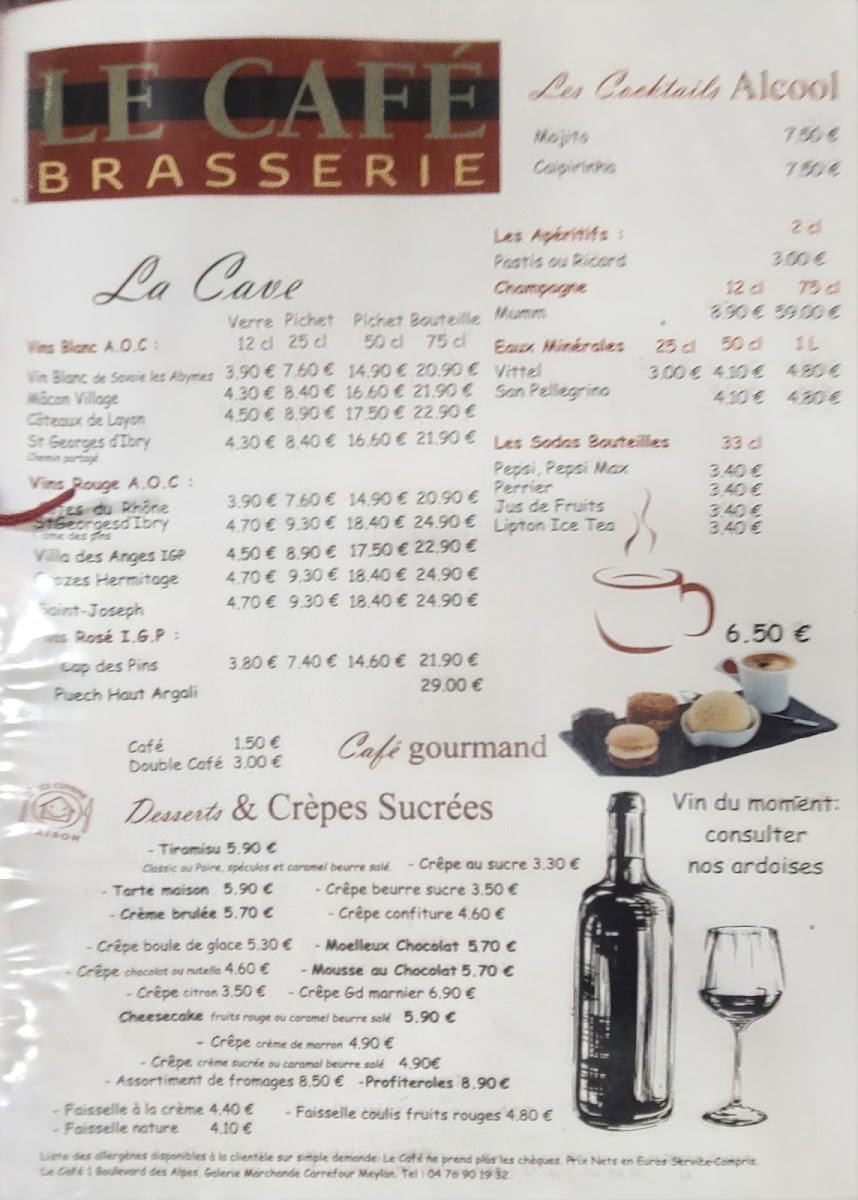 LE CAFÉ
BRASSERIE
Les Cocktails Alcool
Mojito 7.50 €
Caipirinha 7.50 €
Les Apéritifs : 2 cl
Pastis ou Ricard 3.00 €
Champagne 12 cl 75 cl
Mumm 8.90 € 59.00 €
Eaux Minérales 25 cl 50 cl 1 L
Vittel 3.00 € 4.10 € 4.80 €
San Pellegrino 4.10 € 4.80 €
Les Sodas Bouteilles 33 cl
Pepsi, Pepsi Max 3.40 €
Perrier 3.40 €
Jus de Fruits 3.40 €
Lipton Ice Tea 3.40 €
La Cave
Verre Pichet Pichet Bouteille
Vins Blanc A.O.C : 12 cl 25 cl 50 cl 75 cl
Vin Blanc de Savoie les Abymes 3.90 € 7.60 € 14.90 € 20.90 €
Mâcon Village 4.30 € 8.40 € 16.60 € 21.90 €
Côteaux de Layon 4.50 € 8.90 € 17.50 € 22.90 €
St Georges d'Ibry 4.30 € 8.40 € 16.60 € 21.90 €
Chemin partagé
Vins Rouge A.O.C :
du Rhône 3.90 € 7.60 € 14.90 € 20.90 €
StGeorgesd'Ibry 4.70 € 9.30 € 18.40 € 24.90 €
des pins
Villa des Anges IGP 4.50 € 8.90 € 17.50 € 22.90 €
Hermitage 4.70 € 9.30 € 18.40 € 24.90 €
Saint-Joseph 4.70 € 9.30 € 18.40 € 24.90 €
Rosé I.G.P :
Cap des Pins 3.80 € 7.40 € 14.60 € 21.90 €
Puech Haut Argali 29.00 €
6.50 €
Café 1.50 €
Double Café 3.00 €
Café gourmand
Desserts & Crèpes Sucrées
- Tiramisu 5.90 €
Classic ou Poire, spéculos et caramel beurre salé.
- Crêpe au sucre 3.30 €
- Tarte maison 5.90 € - Crêpe beurre sucre 3.50 €
- Crème brulée 5.70 € - Crêpe confiture 4.60 €
- Crêpe boule de glace 5.30 € - Moelleux Chocolat 5.70 €
- Crêpe chocolat ou nutella 4.60 € - Mousse au Chocolat 5.70 €
- Crêpe citron 3.50 € - Crêpe Gd marnier 6.90 €
Cheesecake fruits rouge ou caramel beurre salé 5.90 €
- Crêpe crème de marron 4.90 €
- Crêpe crème sucrée ou caramal beurre salé 4.90€
- Assortiment de fromages 8.50 € -Profiteroles 8.90€
- Faisselle à la crème 4.40 € - Faisselle coulis fruits rouges 4.80 €
- Faisselle nature 4.10 €
Vin du moment:
consulter
nos ardoises
Liste des allergènes disponibles à la clientèle sur simple demande. Le Café ne prend plus les chèques. Prix Nets en Euros Service Compris.
Le Café 1 Boulevard des Alpes, Galerie Marchande Carrefour Meylan. Tel : 04 76 90 19 32